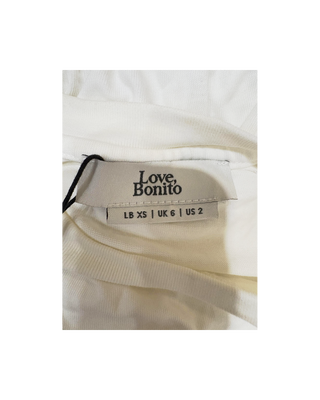 Love,
Bonito
LB XS | UK 6 | US 2